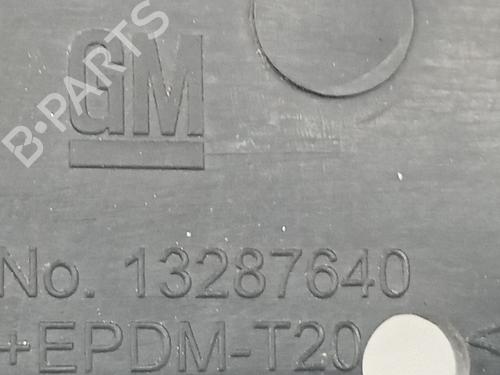 B-PARTS
GM
No. 13287640
+EPDM-T20